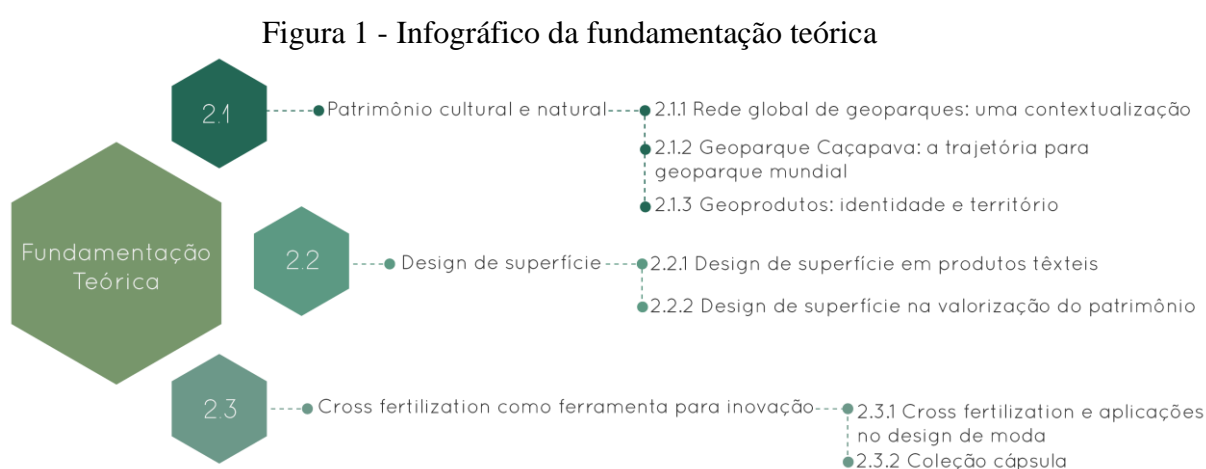 Figura 1 - Infográfico da fundamentação teórica
2.1
Patrimônio cultural e natural
2.1.1 Rede global de geoparques: uma contextualização
2.1.2 Geoparque Caçapava: a trajetória para
geoparque mundial
2.1.3 Geoprodutos: identidade e território
Fundamentação
Teórica
2.2
Design de superfície
2.2.1 Design de superfície em produtos têxteis
2.2.2 Design de superfície na valorização do patrimônio
2.3
Cross fertilization como ferramenta para inovação
2.3.1 Cross fertilization e aplicações
no design de moda
2.3.2 Coleção cápsula